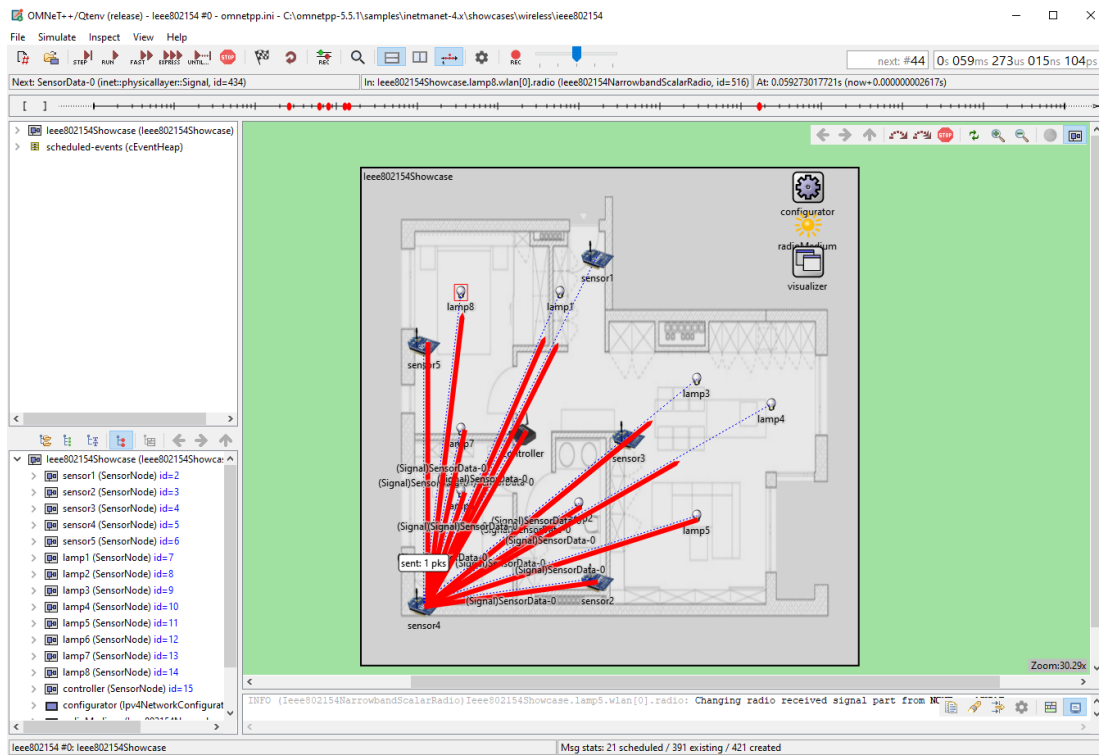 OMNeT++/Qtenv (release) - Ieee802154 #0 - omnetpp.ini - C:\omnetpp-5.5.1\samples\inetmanet-4.x\showcases\wireless\ieee802154
File Simulate Inspect View Help
STEP RUN FAST EXPRESS UNTIL... STOP REC REC
next: #44 0s 059ms 273us 015ns 104ps
Next: SensorData-0 (inet::physicallayer::Signal, id=434)
In: Ieee802154Showcase.lamp8.wlan[0].radio (Ieee802154NarrowbandScalarRadio, id=516)
At: 0.059273017721s (now+0.000000002617s)
Ieee802154Showcase (Ieee802154Showcase)
scheduled-events (cEventHeap)
STOP
Ieee802154Showcase
configurator
radioMedium
visualizer
sensor1
lamp8
lamp1
sensor5
lamp3
lamp4
lamp7
controller
sensor3
(Signal)SensorData-0
lamp5
sent: 1 pks
(Signal)SensorData-0
(Signal)SensorData-0
sensor2
sensor4
Zoom:30.29x
Ieee802154Showcase (Ieee802154Showcase
sensor1 (SensorNode) id=2
sensor2 (SensorNode) id=3
sensor3 (SensorNode) id=4
sensor4 (SensorNode) id=5
sensor5 (SensorNode) id=6
lamp1 (SensorNode) id=7
lamp2 (SensorNode) id=8
lamp3 (SensorNode) id=9
lamp4 (SensorNode) id=10
lamp5 (SensorNode) id=11
lamp6 (SensorNode) id=12
lamp7 (SensorNode) id=13
lamp8 (SensorNode) id=14
controller (SensorNode) id=15
configurator (Ipv4NetworkConfigurat
INFO (Ieee802154NarrowbandScalarRadio)Ieee802154Showcase.lamp5.wlan[0].radio: Changing radio received signal part from
Ieee802154 #0: Ieee802154Showcase
Msg stats: 21 scheduled / 391 existing / 421 created